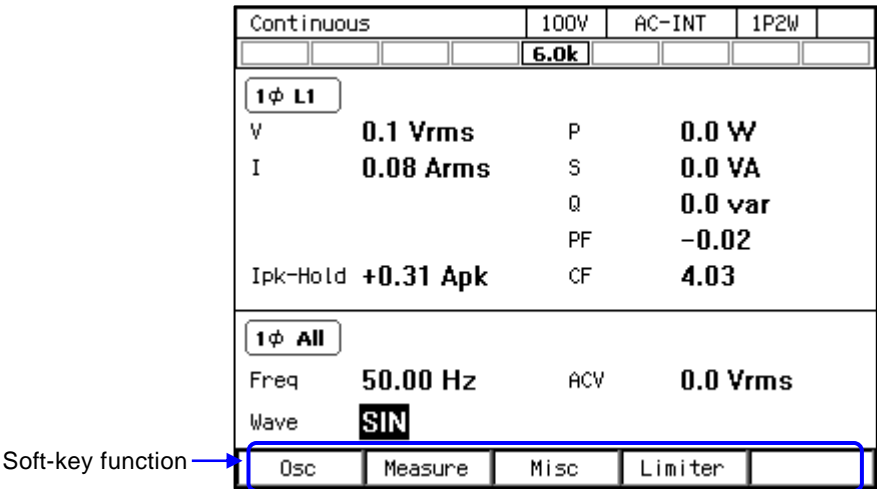 Continuous 100V AC-INT 1P2W
6.0k
1ϕ L1
V 0.1 Vrms P 0.0 W
I 0.08 Arms S 0.0 VA
Q 0.0 var
PF -0.02
Ipk-Hold +0.31 Apk CF 4.03
1ϕ All
Freq 50.00 Hz ACV 0.0 Vrms
Wave SIN
Soft-key function Osc Measure Misc Limiter